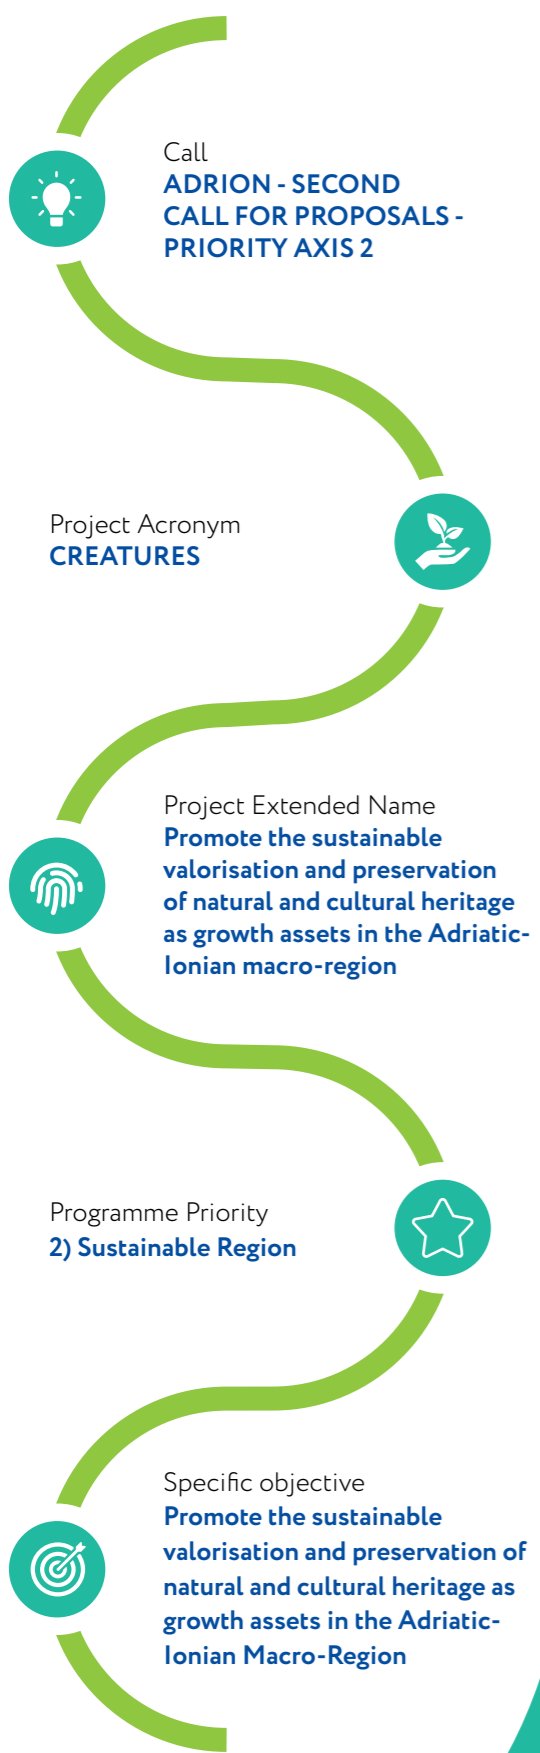 Call
ADRION - SECOND
CALL FOR PROPOSALS -
PRIORITY AXIS 2
Project Acronym
CREATURES
Project Extended Name
Promote the sustainable
valorisation and preservation
of natural and cultural heritage
as growth assets in the Adriatic-
Ionian macro-region
Programme Priority
2) Sustainable Region
Specific objective
Promote the sustainable
valorisation and preservation of
natural and cultural heritage as
growth assets in the Adriatic-
Ionian Macro-Region